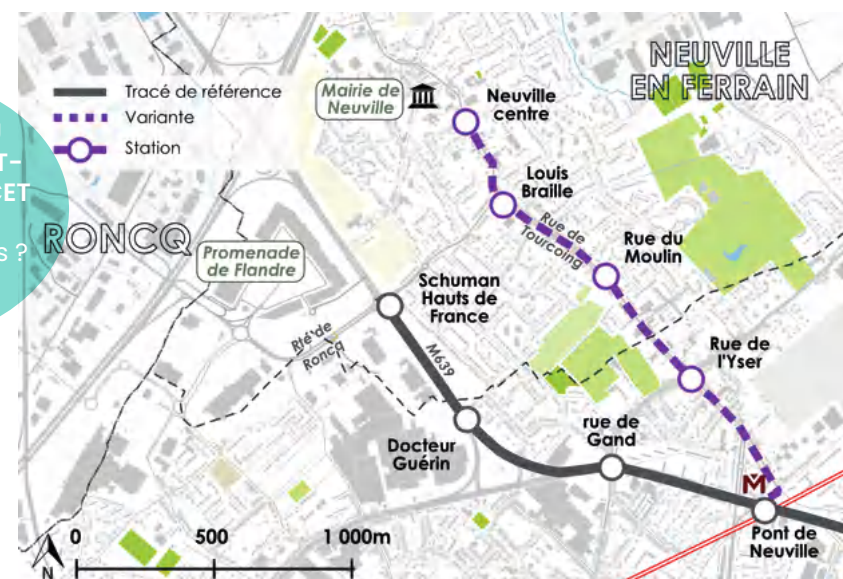 Tracé de référence
Variante
Station
Mairie de
Neuville
Neuville
centre
NEUVILLE
EN FERRAIN
Louis
Braille
Rue de
Tourcoing
Rue du
Moulin
RONCQ
Promenade
de Flandre
Schuman
Hauts de
France
Rte de
Roncq
M639
Rue de
l'Yser
Docteur
Guérin
rue de
Gand
M
Pont de
Neuville
0 500 1 000m
N
T-
CET
s ?